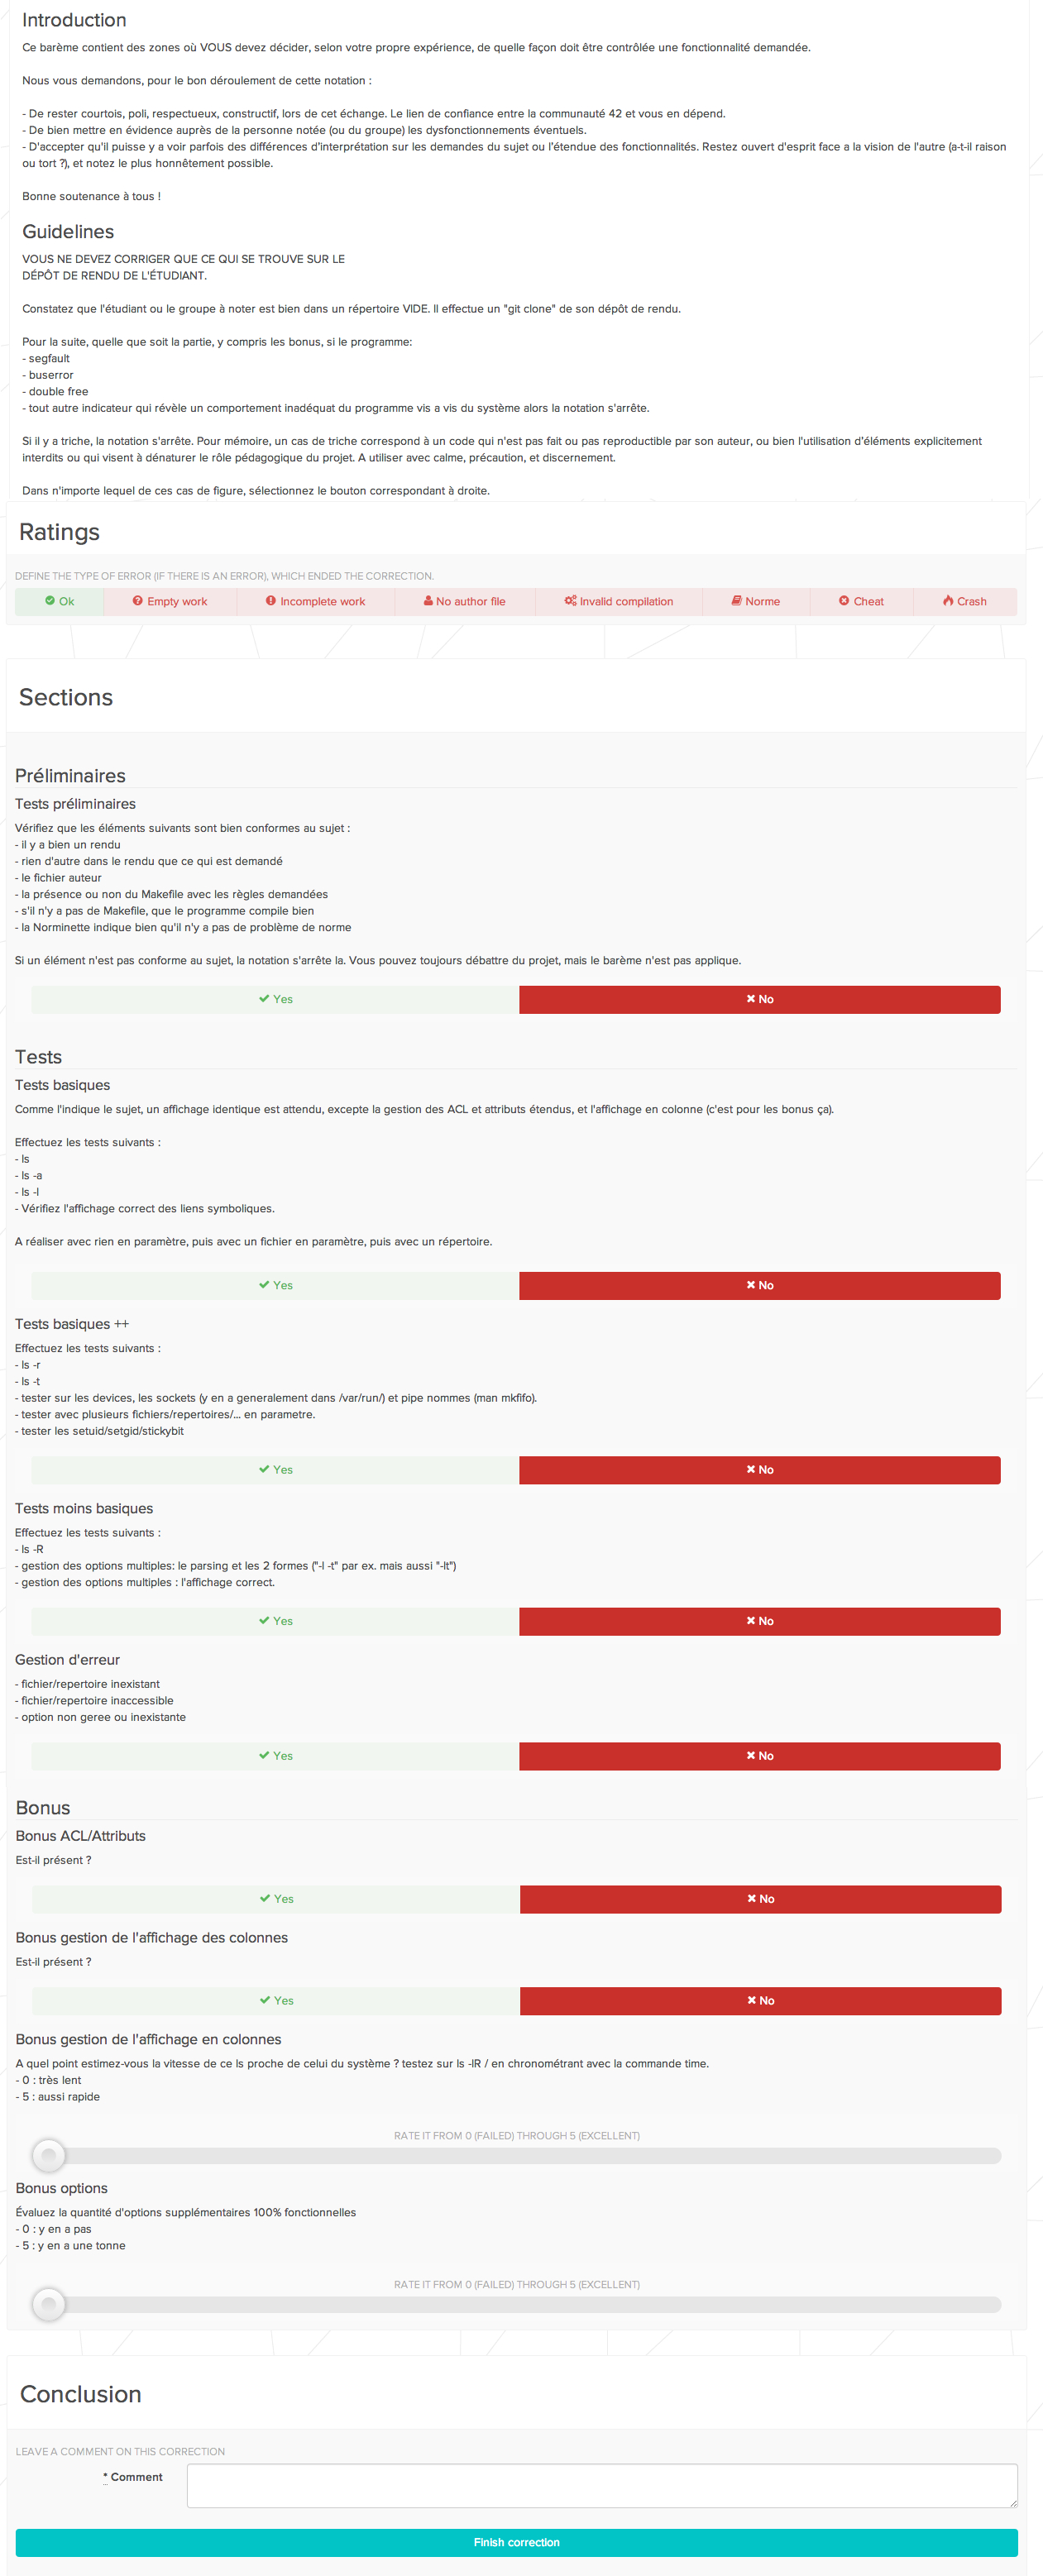 Introduction
Ce barème contient des zones où VOUS devez décider, selon votre propre expérience, de quelle façon doit être contrôlée une fonctionnalité demandée.
Nous vous demandons, pour le bon déroulement de cette notation :
- De rester courtois, poli, respectueux, constructif, lors de cet échange. Le lien de confiance entre la communauté 42 et vous en dépend.
- De bien mettre en évidence auprès de la personne notée (ou du groupe) les dysfonctionnements éventuels.
- D'accepter qu'il puisse y a voir parfois des différences d'interprétation sur les demandes du sujet ou l'étendue des fonctionnalités. Restez ouvert d'esprit face a la vision de l'autre (a-t-il raison
ou tort ?), et notez le plus honnêtement possible.
Bonne soutenance à tous !
Guidelines
VOUS NE DEVEZ CORRIGER QUE CE QUI SE TROUVE SUR LE
DÉPÔT DE RENDU DE L'ÉTUDIANT.
Constatez que l'étudiant ou le groupe à noter est bien dans un répertoire VIDE. Il effectue un "git clone" de son dépôt de rendu.
Pour la suite, quelle que soit la partie, y compris les bonus, si le programme:
- segfault
- buserror
- double free
- tout autre indicateur qui révèle un comportement inadéquat du programme vis a vis du système alors la notation s'arrête.
Si il y a triche, la notation s'arrête. Pour mémoire, un cas de triche correspond à un code qui n'est pas fait ou pas reproductible par son auteur, ou bien l'utilisation d'éléments explicitement
interdits ou qui visent à dénaturer le rôle pédagogique du projet. A utiliser avec calme, précaution, et discernement.
Dans n'importe lequel de ces cas de figure, sélectionnez le bouton correspondant à droite.
Ratings
DEFINE THE TYPE OF ERROR (IF THERE IS AN ERROR), WHICH ENDED THE CORRECTION.
Ok Empty work Incomplete work No author file Invalid compilation Norme Cheat Crash
Sections
Préliminaires
Tests préliminaires
Vérifiez que les éléments suivants sont bien conformes au sujet :
- il y a bien un rendu
- rien d'autre dans le rendu que ce qui est demandé
- le fichier auteur
- la présence ou non du Makefile avec les règles demandées
- s'il n'y a pas de Makefile, que le programme compile bien
- la Norminette indique bien qu'il n'y a pas de problème de norme
Si un élément n'est pas conforme au sujet, la notation s'arrête la. Vous pouvez toujours débattre du projet, mais le barème n'est pas applique.
Yes No
Tests
Tests basiques
Comme l'indique le sujet, un affichage identique est attendu, excepte la gestion des ACL et attributs étendus, et l'affichage en colonne (c'est pour les bonus ça).
Effectuez les tests suivants :
- ls
- ls -a
- ls -l
- Vérifiez l'affichage correct des liens symboliques.
A réaliser avec rien en paramètre, puis avec un fichier en paramètre, puis avec un répertoire.
Yes No
Tests basiques ++
Effectuez les tests suivants :
- ls -r
- ls -t
- tester sur les devices, les sockets (y en a generalement dans /var/run/) et pipe nommes (man mkfifo).
- tester avec plusieurs fichiers/repertoires/... en parametre.
- tester les setuid/setgid/stickybit
Yes No
Tests moins basiques
Effectuez les tests suivants :
- ls -R
- gestion des options multiples: le parsing et les 2 formes ("-l -t" par ex. mais aussi "-lt")
- gestion des options multiples : l'affichage correct.
Yes No
Gestion d'erreur
- fichier/repertoire inexistant
- fichier/repertoire inaccessible
- option non geree ou inexistante
Yes No
Bonus
Bonus ACL/Attributs
Est-il présent ?
Yes No
Bonus gestion de l'affichage des colonnes
Est-il présent ?
Yes No
Bonus gestion de l'affichage en colonnes
A quel point estimez-vous la vitesse de ce ls proche de celui du système ? testez sur ls -lR / en chronométrant avec la commande time.
- 0 : très lent
- 5 : aussi rapide
RATE IT FROM 0 (FAILED) THROUGH 5 (EXCELLENT)
Bonus options
Évaluez la quantité d'options supplémentaires 100% fonctionnelles
- 0 : y en a pas
- 5 : y en a une tonne
RATE IT FROM 0 (FAILED) THROUGH 5 (EXCELLENT)
Conclusion
LEAVE A COMMENT ON THIS CORRECTION
* Comment
Finish correction